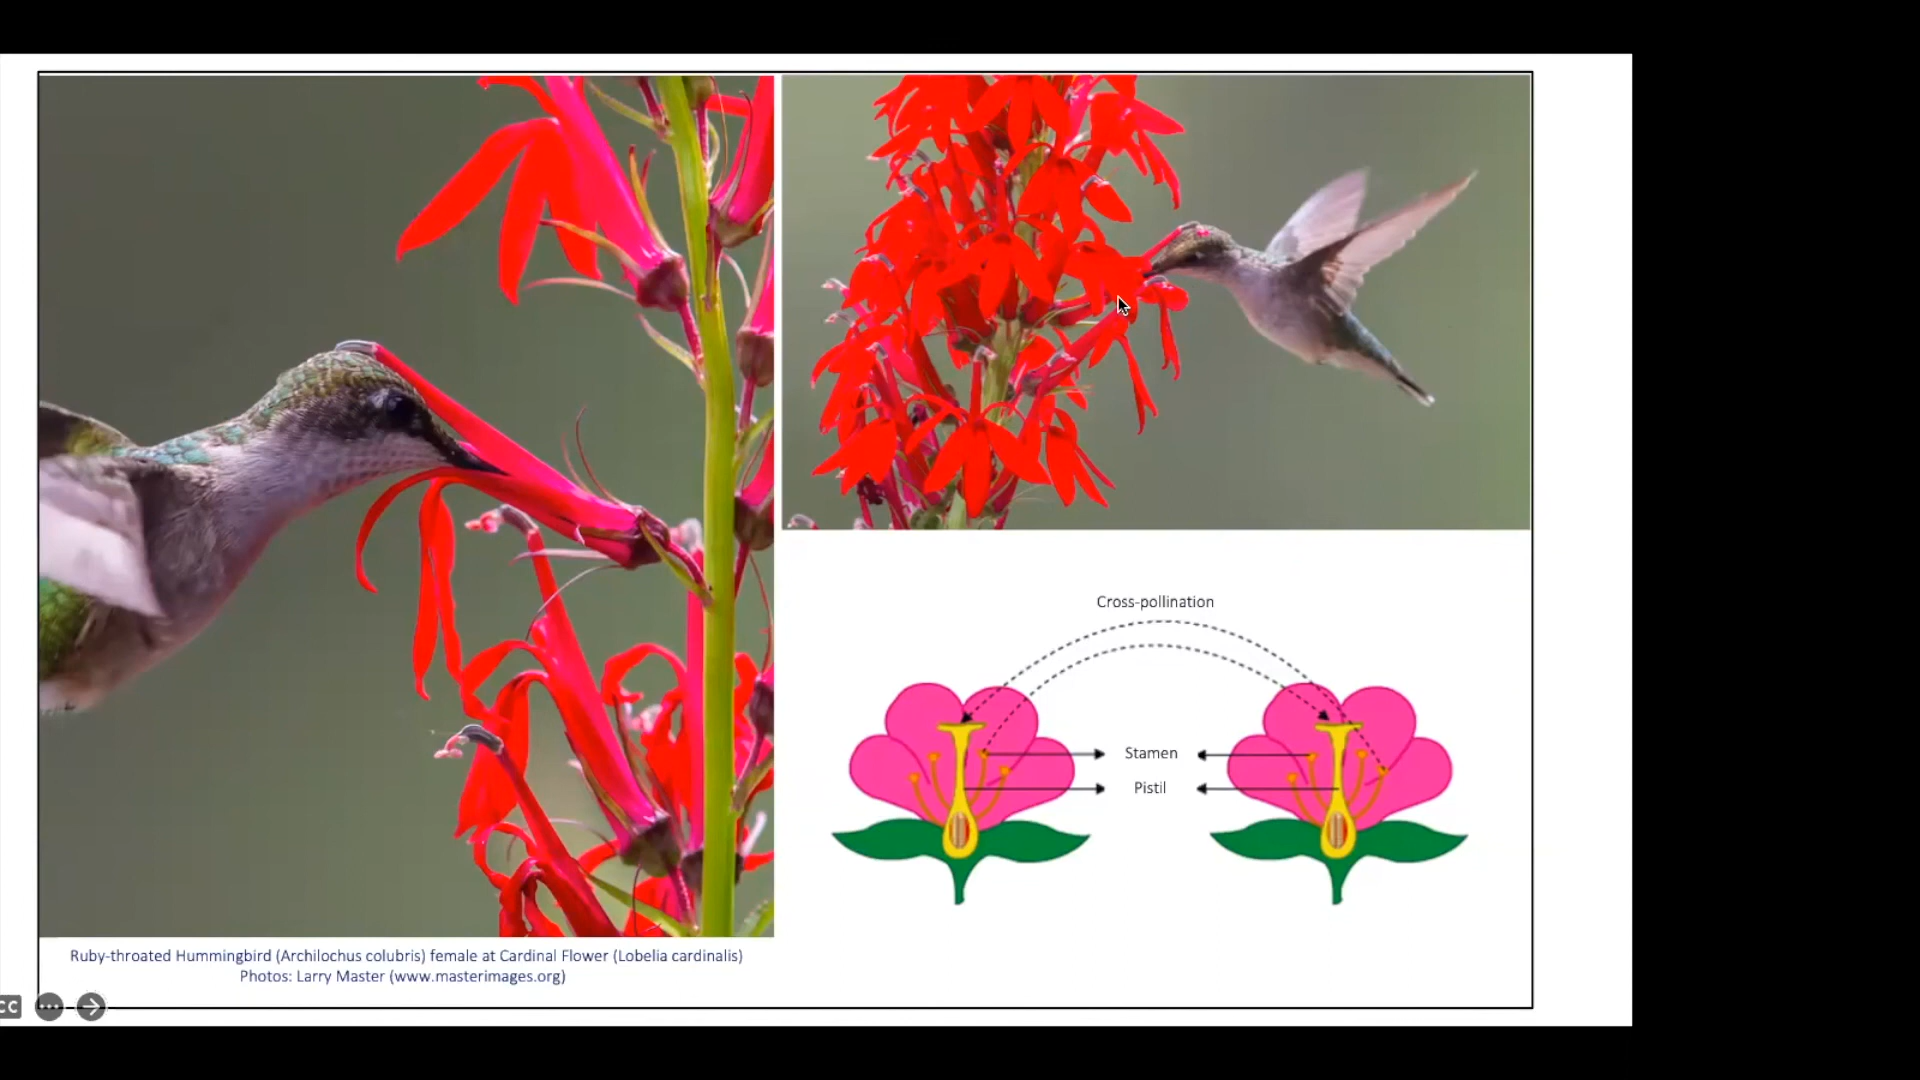 Cross-pollination
Stamen
Pistil
Ruby-throated Hummingbird (Archilochus colubris) female at Cardinal Flower (Lobelia cardinalis)
Photos: Larry Master (www.masterimages.org)
CC